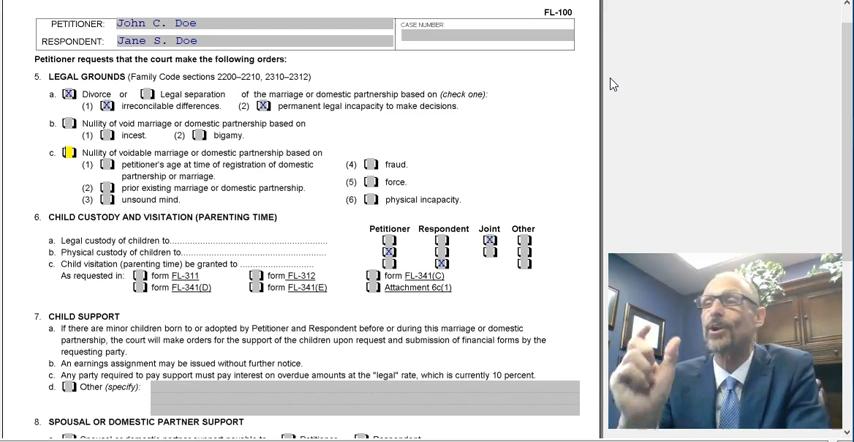 FL-100
PETITIONER: John C. Doe
CASE NUMBER:
RESPONDENT: Jane S. Doe
Petitioner requests that the court make the following orders:
5. LEGAL GROUNDS (Family Code sections 2200–2210, 2310–2312)
a. X Divorce or Legal separation of the marriage or domestic partnership based on (check one):
(1) X irreconcilable differences. (2) X permanent legal incapacity to make decisions.
b. Nullity of void marriage or domestic partnership based on
(1) incest. (2) bigamy.
c. Nullity of voidable marriage or domestic partnership based on
(1) petitioner's age at time of registration of domestic partnership or marriage.
(2) prior existing marriage or domestic partnership.
(3) unsound mind.
(4) fraud.
(5) force.
(6) physical incapacity.
6. CHILD CUSTODY AND VISITATION (PARENTING TIME)
Petitioner Respondent Joint Other
a. Legal custody of children to........ X
b. Physical custody of children to........ X
c. Child visitation (parenting time) be granted to ........ X
As requested in: form FL-311 form FL-312 form FL-341(C)
form FL-341(D) form FL-341(E) Attachment 6c(1)
7. CHILD SUPPORT
a. If there are minor children born to or adopted by Petitioner and Respondent before or during this marriage or domestic
partnership, the court will make orders for the support of the children upon request and submission of financial forms by the
requesting party.
b. An earnings assignment may be issued without further notice.
c. Any party required to pay support must pay interest on overdue amounts at the "legal" rate, which is currently 10 percent.
d. Other (specify):
8. SPOUSAL OR DOMESTIC PARTNER SUPPORT